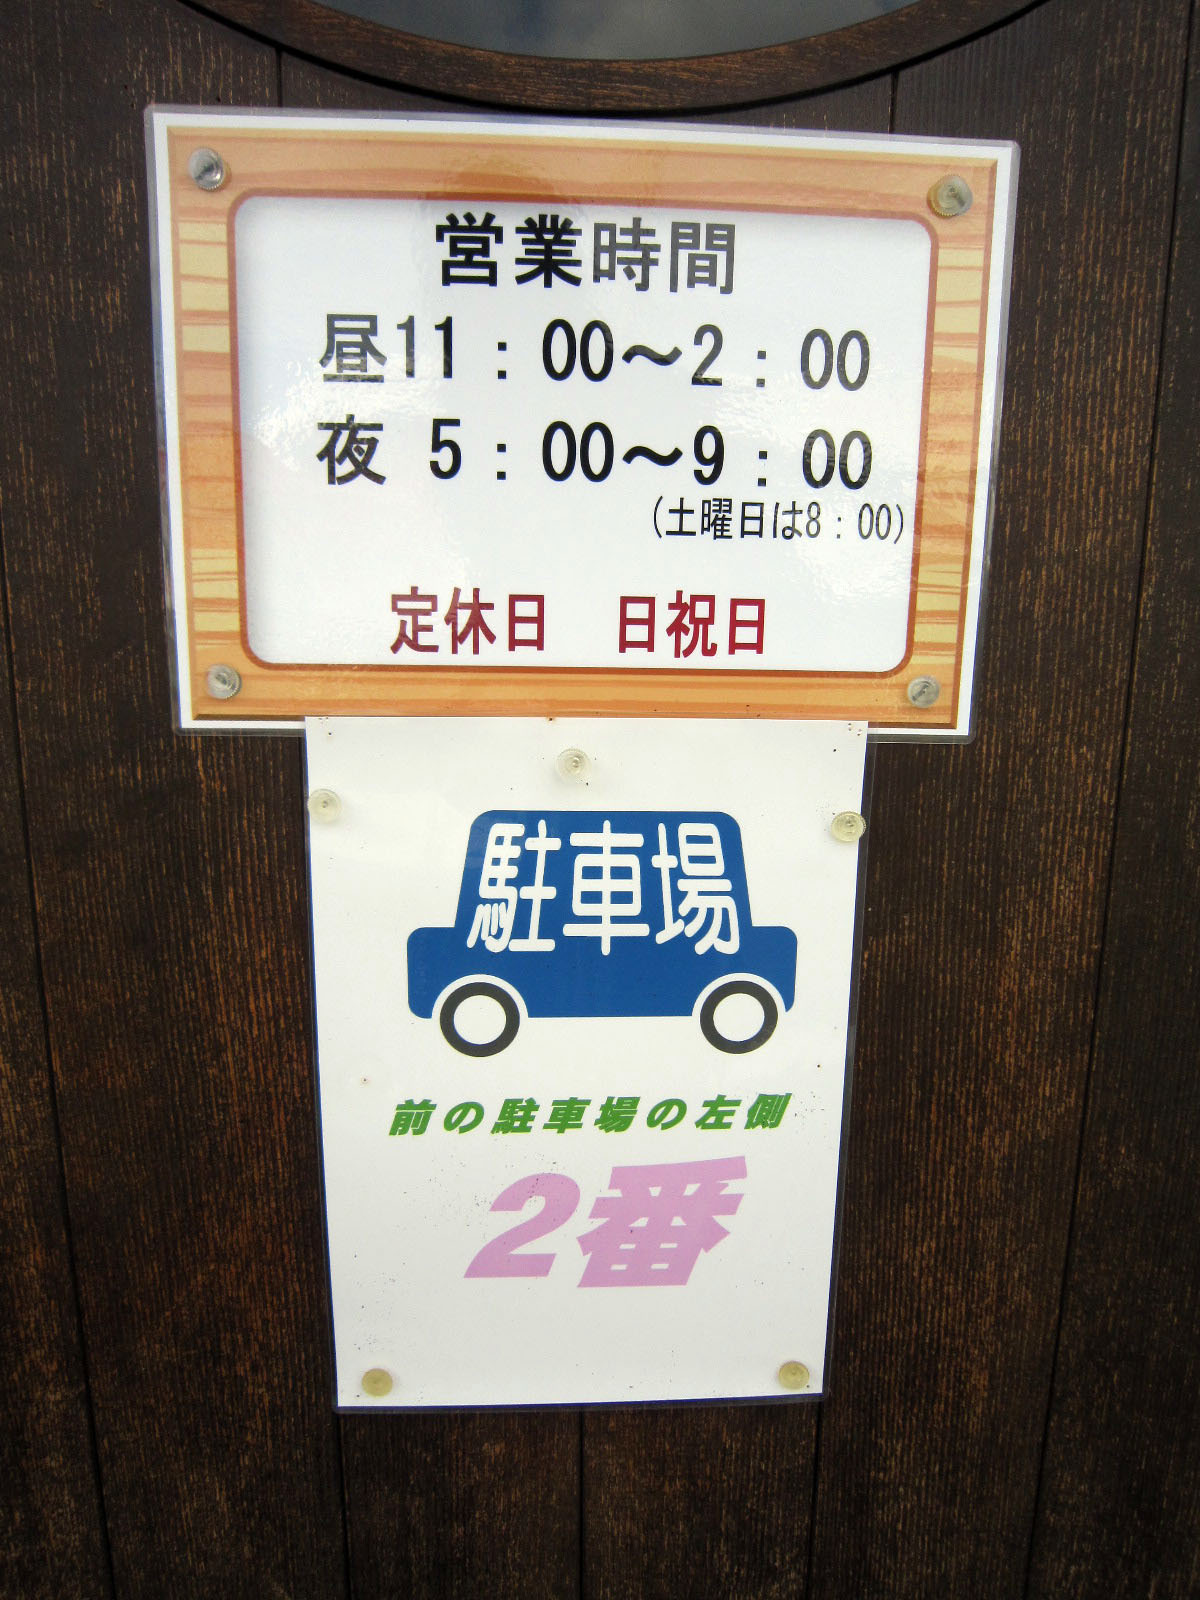 営業時間
昼11：00～2：00
夜 5：00～9：00
(土曜日は8：00)
定休日　日祝日
駐車場
前の駐車場の左側
2番